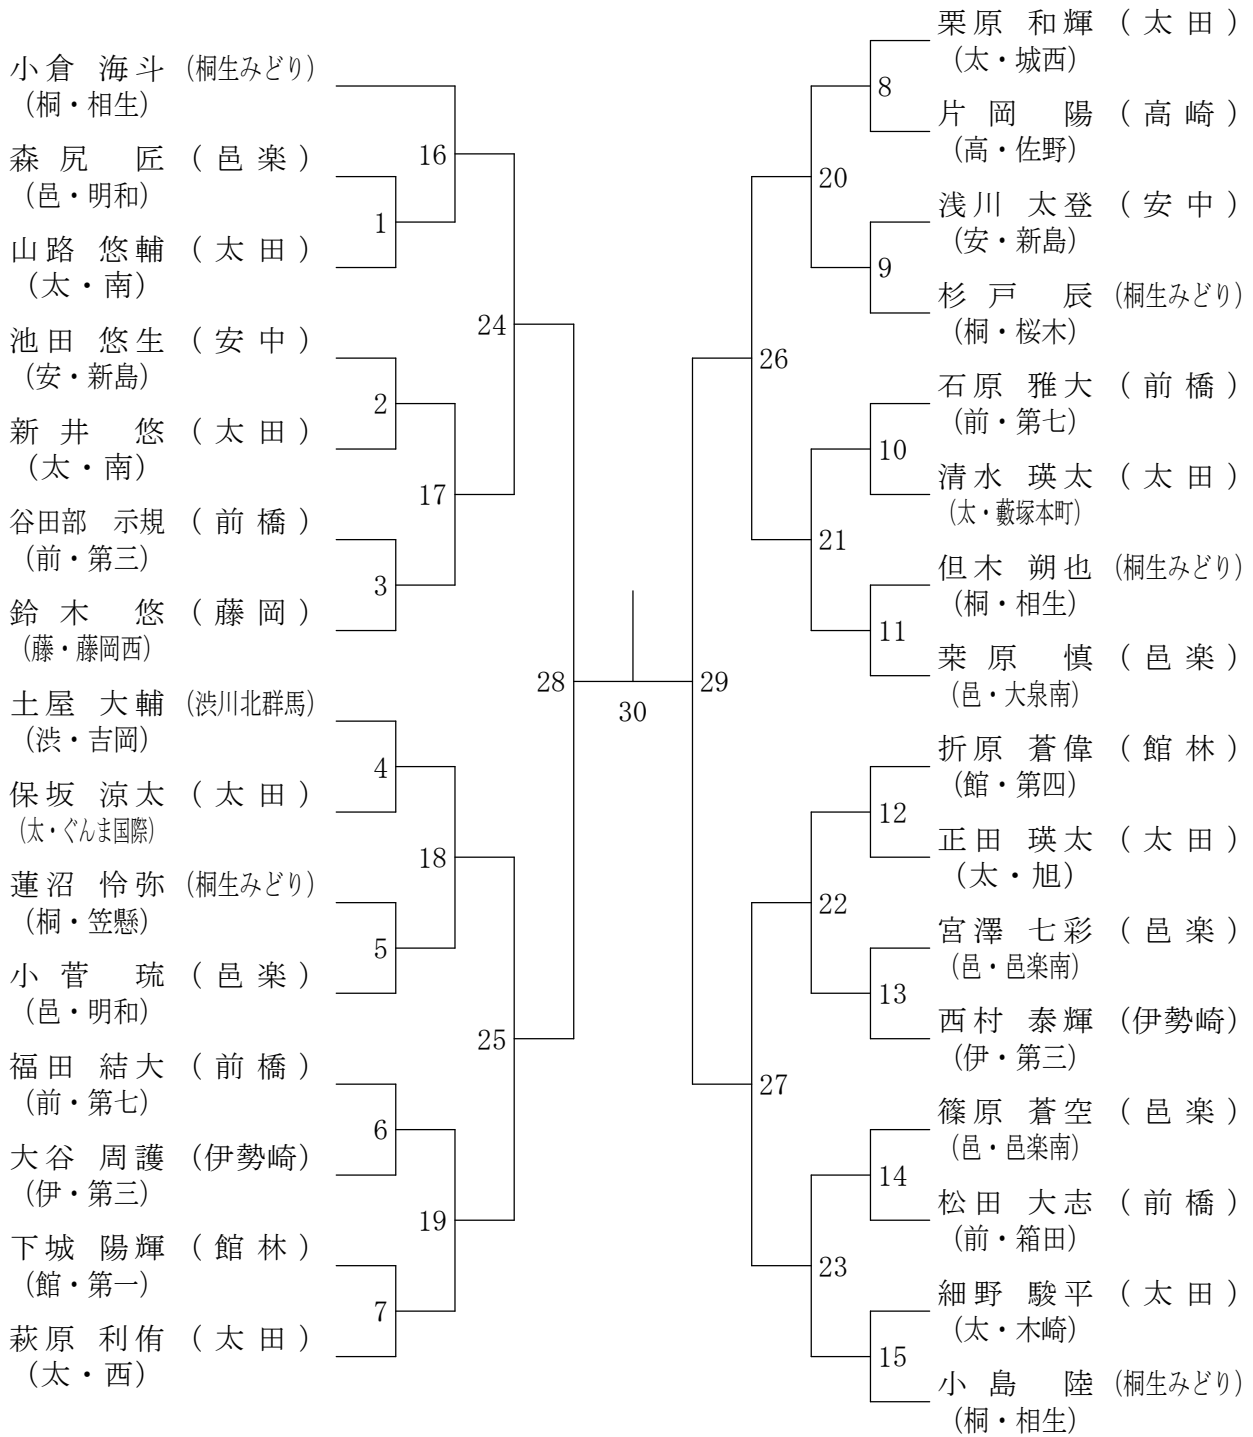 小倉 海斗 (桐生みどり)
(桐・相生)
森尻 匠 (邑楽)
(邑・明和)
山路 悠輔 (太田)
(太・南)
池田 悠生 (安中)
(安・新島)
新井 悠 (太田)
(太・南)
谷田部 示規 (前橋)
(前・第三)
鈴木 悠 (藤岡)
(藤・藤岡西)
土屋 大輔 (渋川北群馬)
(渋・吉岡)
保坂 涼太 (太田)
(太・ぐんま国際)
蓮沼 怜弥 (桐生みどり)
(桐・笠懸)
小菅 琉 (邑楽)
(邑・明和)
福田 結大 (前橋)
(前・第七)
大谷 周護 (伊勢崎)
(伊・第三)
下城 陽輝 (館林)
(館・第一)
萩原 利侑 (太田)
(太・西)
16
1
2
17
3
24
4
18
5
6
19
7
25
28
30
29
26
27
20
21
22
23
8
9
10
11
12
13
14
15
栗原 和輝 (太田)
(太・城西)
片岡 陽 (高崎)
(高・佐野)
浅川 太登 (安中)
(安・新島)
杉戸 辰 (桐生みどり)
(桐・桜木)
石原 雅大 (前橋)
(前・第七)
清水 瑛太 (太田)
(太・藪塚本町)
但木 朔也 (桐生みどり)
(桐・相生)
桒原 慎 (邑楽)
(邑・大泉南)
折原 蒼偉 (館林)
(館・第四)
正田 瑛太 (太田)
(太・旭)
宮澤 七彩 (邑楽)
(邑・邑楽南)
西村 泰輝 (伊勢崎)
(伊・第三)
篠原 蒼空 (邑楽)
(邑・邑楽南)
松田 大志 (前橋)
(前・箱田)
細野 駿平 (太田)
(太・木崎)
小島 陸 (桐生みどり)
(桐・相生)